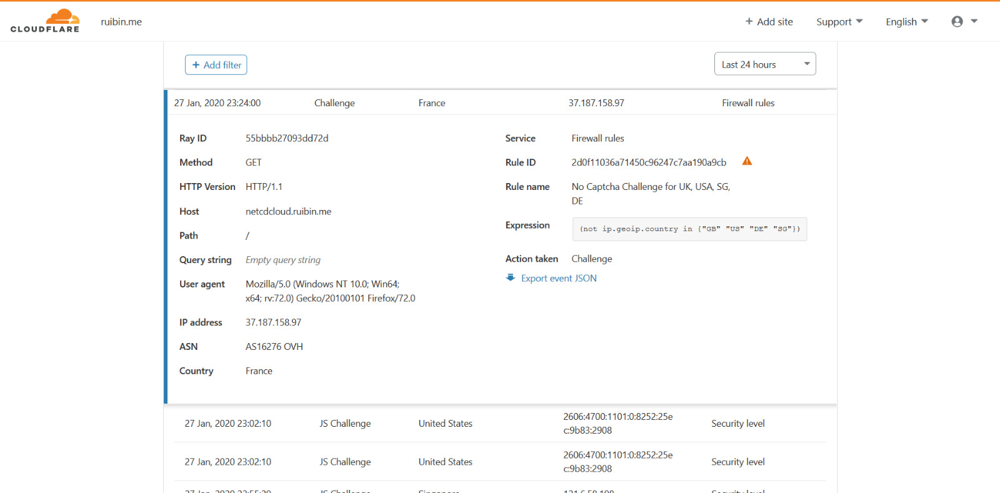 CLOUDFLARE
ruibin.me
+ Add site
Support
English
+ Add filter
Last 24 hours
27 Jan, 2020 23:24:00 Challenge France 37.187.158.97 Firewall rules
Ray ID 55bbbb27093dd72d
Method GET
HTTP Version HTTP/1.1
Host netcdcloud.ruibin.me
Path /
Query string Empty query string
User agent Mozilla/5.0 (Windows NT 10.0; Win64;
x64; rv:72.0) Gecko/20100101 Firefox/72.0
IP address 37.187.158.97
ASN AS16276 OVH
Country France
Service Firewall rules
Rule ID 2d0f11036a71450c96247c7aa190a9cb
Rule name No Captcha Challenge for UK, USA, SG,
DE
Expression (not ip.geoip.country in {"GB" "US" "DE" "SG"})
Action taken Challenge
Export event JSON
27 Jan, 2020 23:02:10 JS Challenge United States 2606:4700:1101:0:8252:25e
c:9b83:2908 Security level
27 Jan, 2020 23:02:10 JS Challenge United States 2606:4700:1101:0:8252:25e
c:9b83:2908 Security level